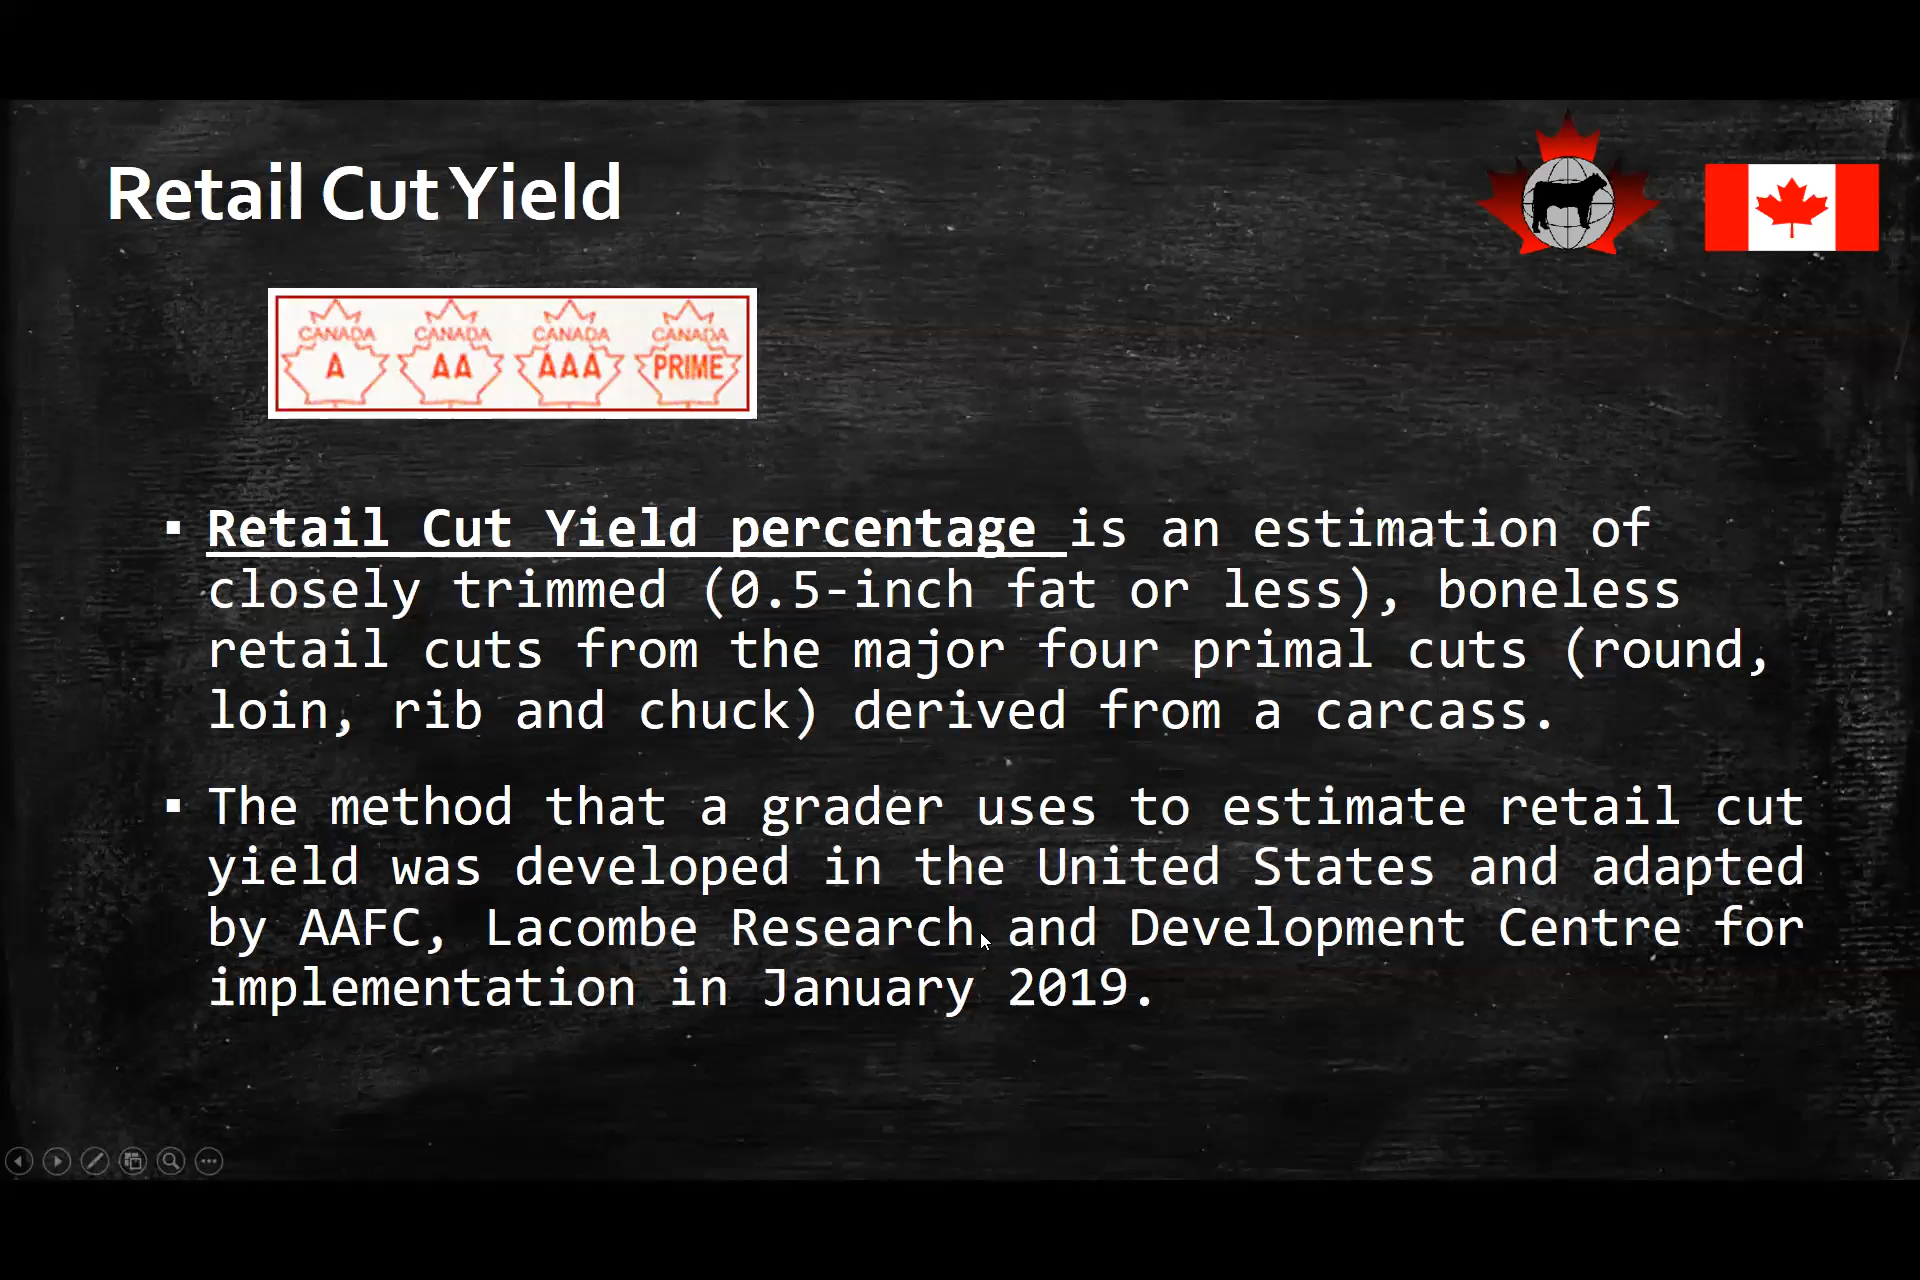 Retail Cut Yield
CANADA CANADA CANADA CANADA
A AA AAA PRIME
▪ Retail Cut Yield percentage is an estimation of
closely trimmed (0.5-inch fat or less), boneless
retail cuts from the major four primal cuts (round,
loin, rib and chuck) derived from a carcass.
▪ The method that a grader uses to estimate retail cut
yield was developed in the United States and adapted
by AAFC, Lacombe Research and Development Centre for
implementation in January 2019.